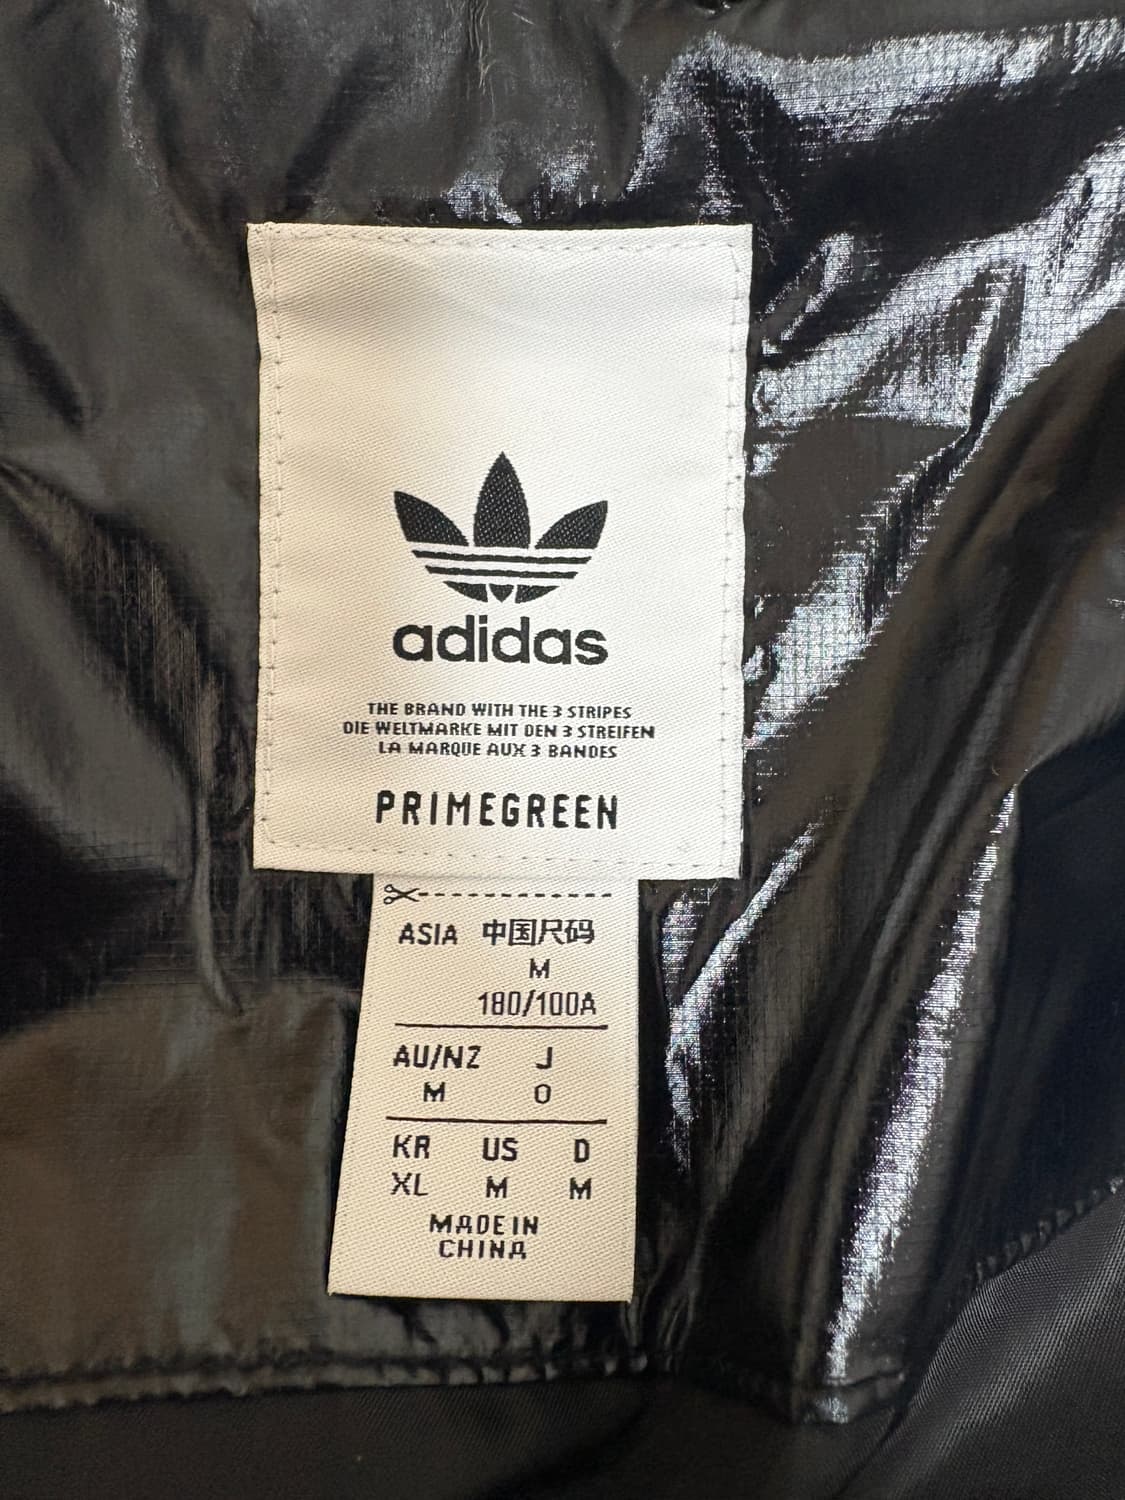 adidas
THE BRAND WITH THE 3 STRIPES
DIE WELTMARKE MIT DEN 3 STREIFEN
LA MARQUE AUX 3 BANDES
PRIMEGREEN
ASIA 中国尺码
M
180/100A
AU/NZ J
M O
KR US D
XL M M
MADE IN
CHINA